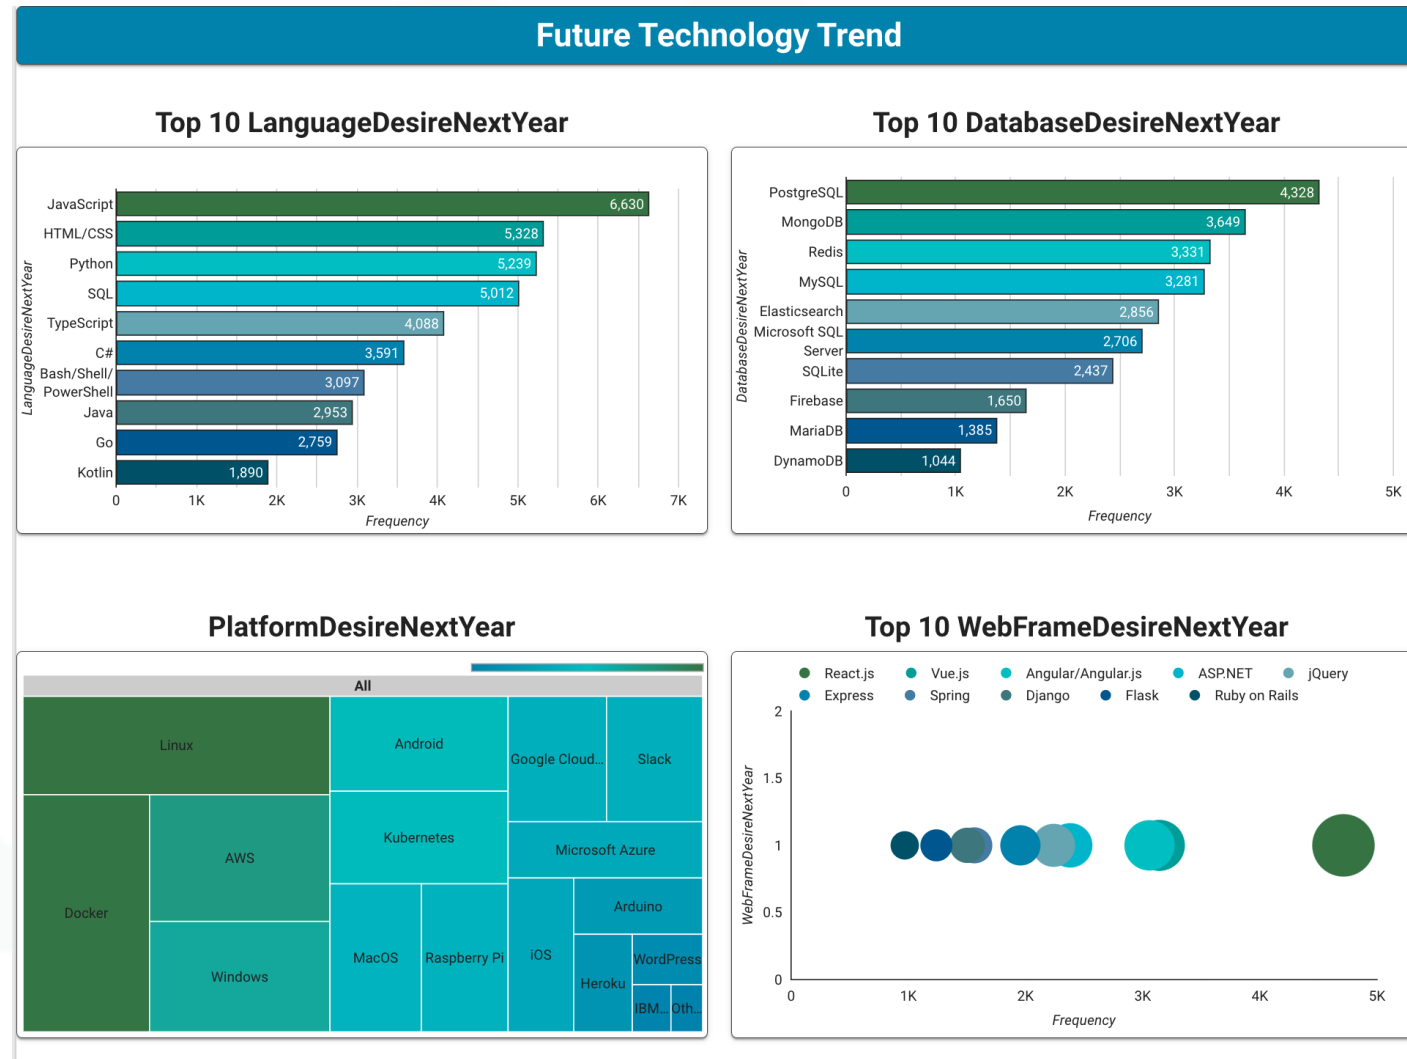 Future Technology Trend
Top 10 LanguageDesireNextYear
LanguageDesireNextYear
JavaScript 6,630
HTML/CSS 5,328
Python 5,239
SQL 5,012
TypeScript 4,088
C# 3,591
Bash/Shell/
PowerShell 3,097
Java 2,953
Go 2,759
Kotlin 1,890
0 1K 2K 3K 4K 5K 6K 7K
Frequency
Top 10 DatabaseDesireNextYear
DatabaseDesireNextYear
PostgreSQL 4,328
MongoDB 3,649
Redis 3,331
MySQL 3,281
Elasticsearch 2,856
Microsoft SQL
Server 2,706
SQLite 2,437
Firebase 1,650
MariaDB 1,385
DynamoDB 1,044
0 1K 2K 3K 4K 5K
Frequency
PlatformDesireNextYear
All
Linux
Docker
AWS
Windows
Android
Kubernetes
MacOS
Raspberry Pi
Google Cloud...
Slack
Microsoft Azure
iOS
Arduino
Heroku
WordPress
IBM...
Oth...
Top 10 WebFrameDesireNextYear
React.js Vue.js Angular/Angular.js ASP.NET jQuery
Express Spring Django Flask Ruby on Rails
WebFrameDesireNextYear
2
1.5
1
0.5
0
0 1K 2K 3K 4K 5K
Frequency